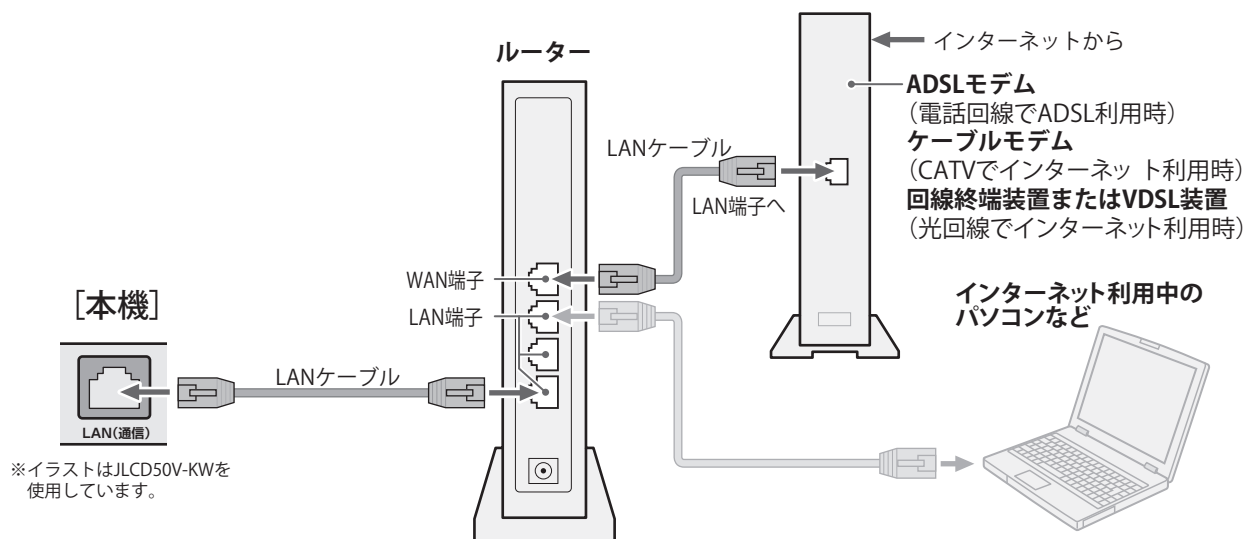 ルーター
インターネットから
ADSLモデム
（電話回線でADSL利用時）
ケーブルモデム
（CATVでインターネッ ト利用時）
回線終端装置またはVDSL装置
（光回線でインターネット利用時）
LANケーブル
LAN端子へ
WAN端子
LAN端子
［本機］
LANケーブル
LAN(通信)
※イラストはJLCD50V-KWを
使用しています。
インターネット利用中の
パソコンなど